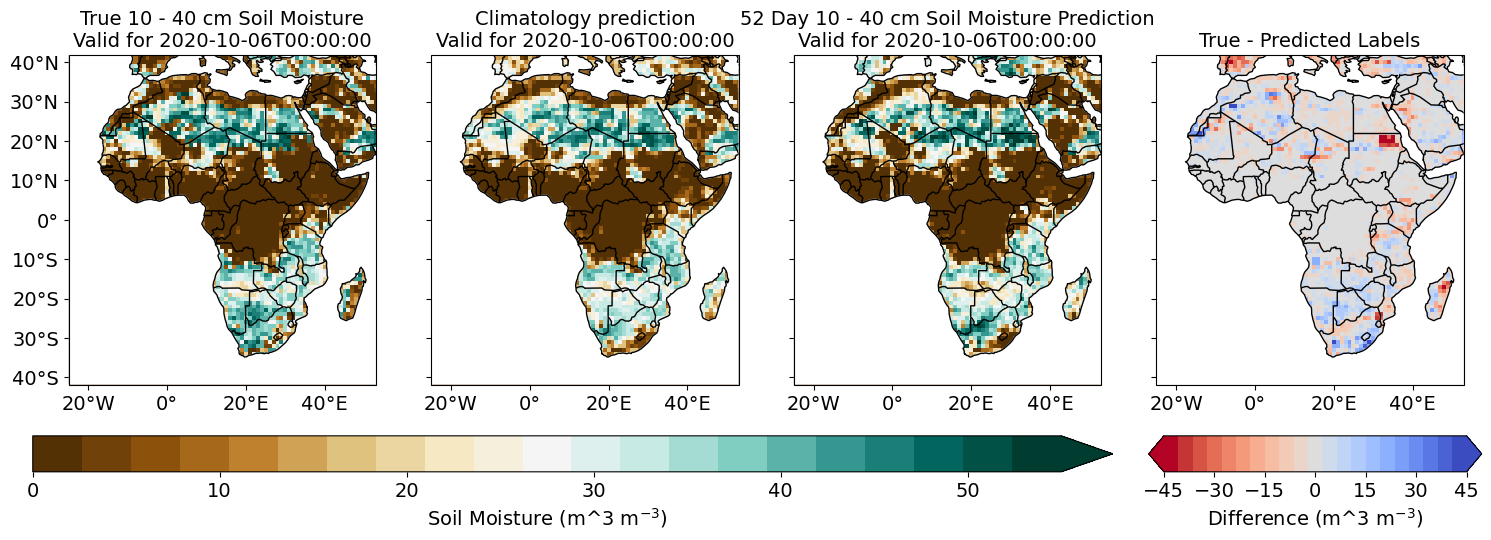 True 10 - 40 cm Soil Moisture
Valid for 2020-10-06T00:00:00
Climatology prediction
Valid for 2020-10-06T00:00:00
52 Day 10 - 40 cm Soil Moisture Prediction
Valid for 2020-10-06T00:00:00
True - Predicted Labels
40°N
30°N
20°N
10°N
0°
10°S
20°S
30°S
40°S
20°W 0° 20°E 40°E
20°W 0° 20°E 40°E
20°W 0° 20°E 40°E
20°W 0° 20°E 40°E
0 10 20 30 40 50
Soil Moisture (m^3 m⁻³)
−45 −30 −15 0 15 30 45
Difference (m^3 m⁻³)